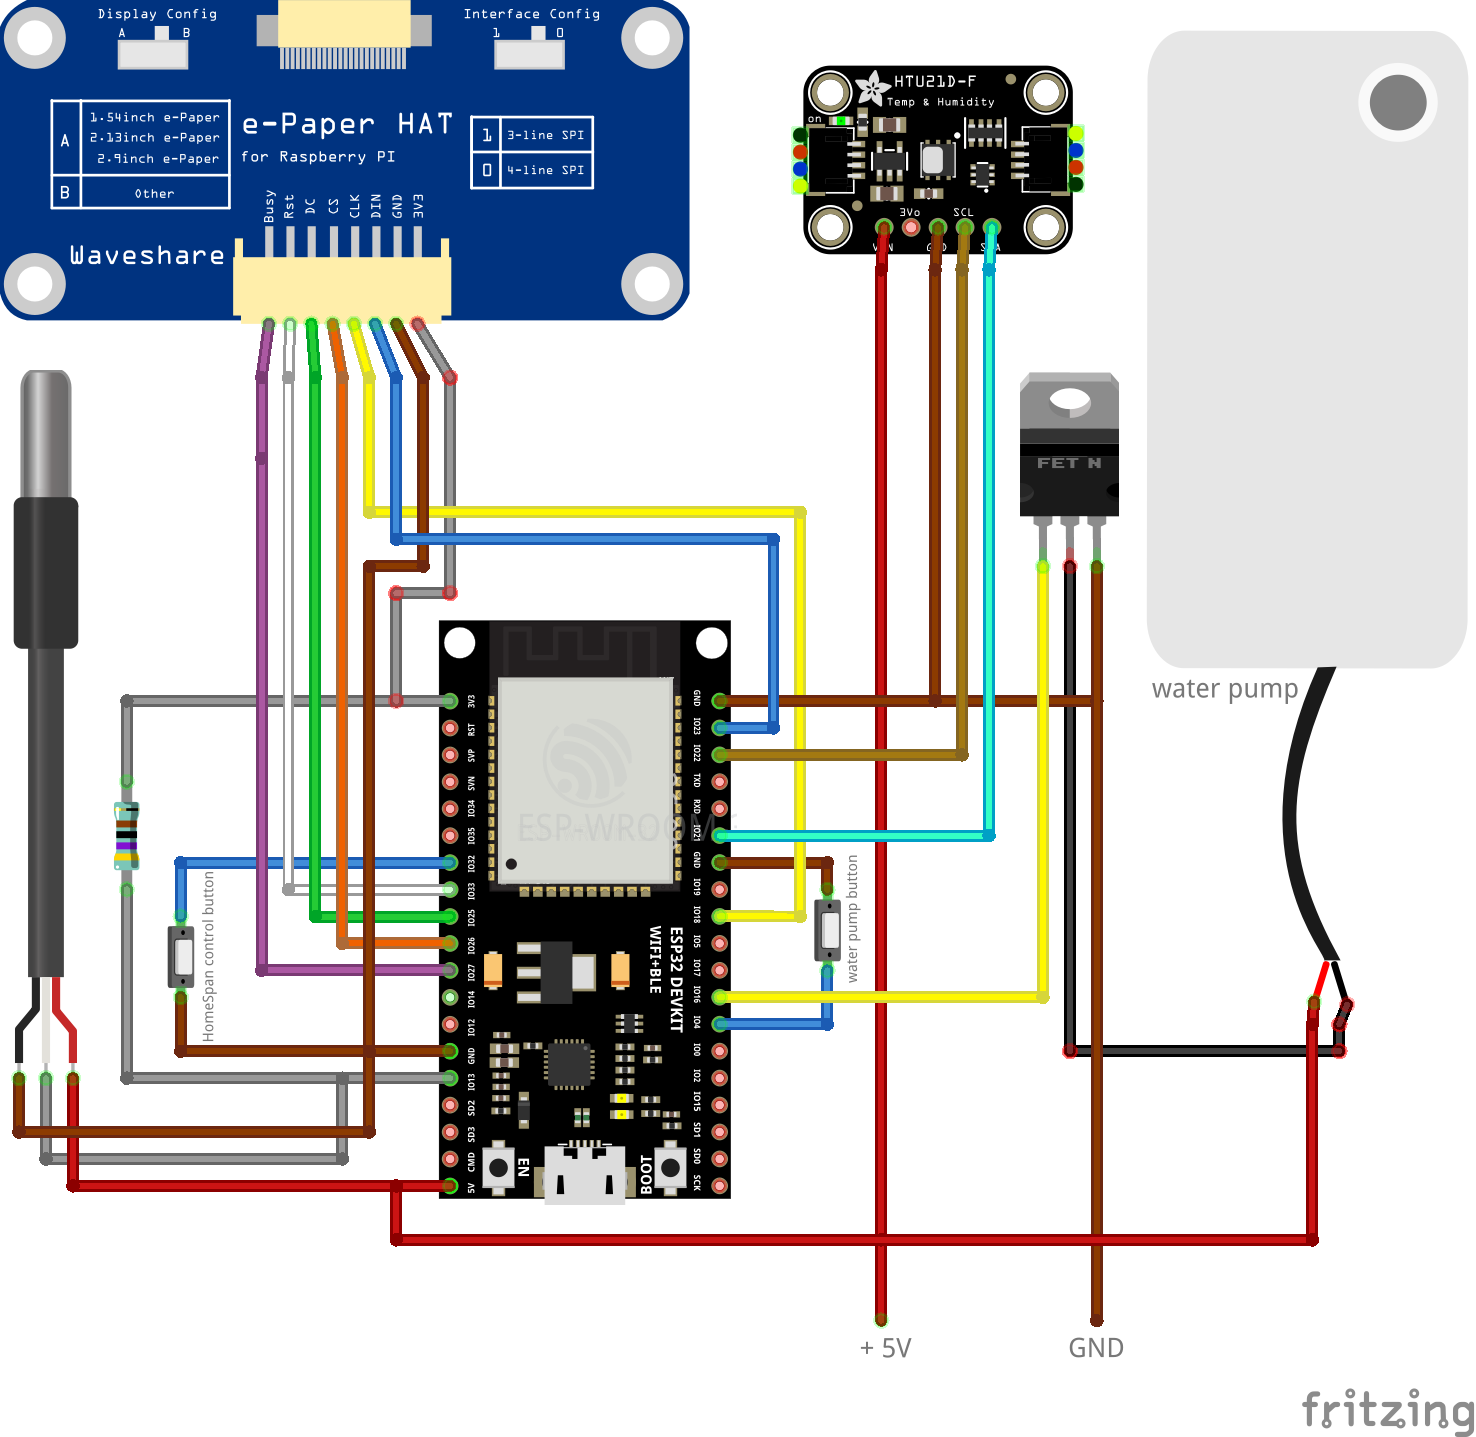 Display Config
A B
Interface Config
1 0
A
1.54inch e-Paper
2.13inch e-Paper
2.9inch e-Paper
B
Other
e-Paper HAT
for Raspberry PI
1 3-line SPI
0 4-line SPI
Busy
Rst
DC
CS
CLK
DIN
GND
3V3
Waveshare
HTU21D-F
Temp & Humidity
on
3Vo
SCL
FET N
water pump
3V3
RST
SVP
SVN
IO34
IO35
IO32
IO33
IO25
IO26
IO27
IO14
IO12
GND
IO13
SD2
SD3
CMD
5V
GND
IO23
IO22
TXD
RXD
IO21
GND
IO19
IO18
IO5
IO17
IO16
IO4
IO0
IO2
IO15
SD1
SD0
SCK
ESP-WROOM
ESP32 DEVKIT
WIFI+BLE
EN
BOOT
HomeSpan control button
water pump button
+ 5V
GND
fritzing